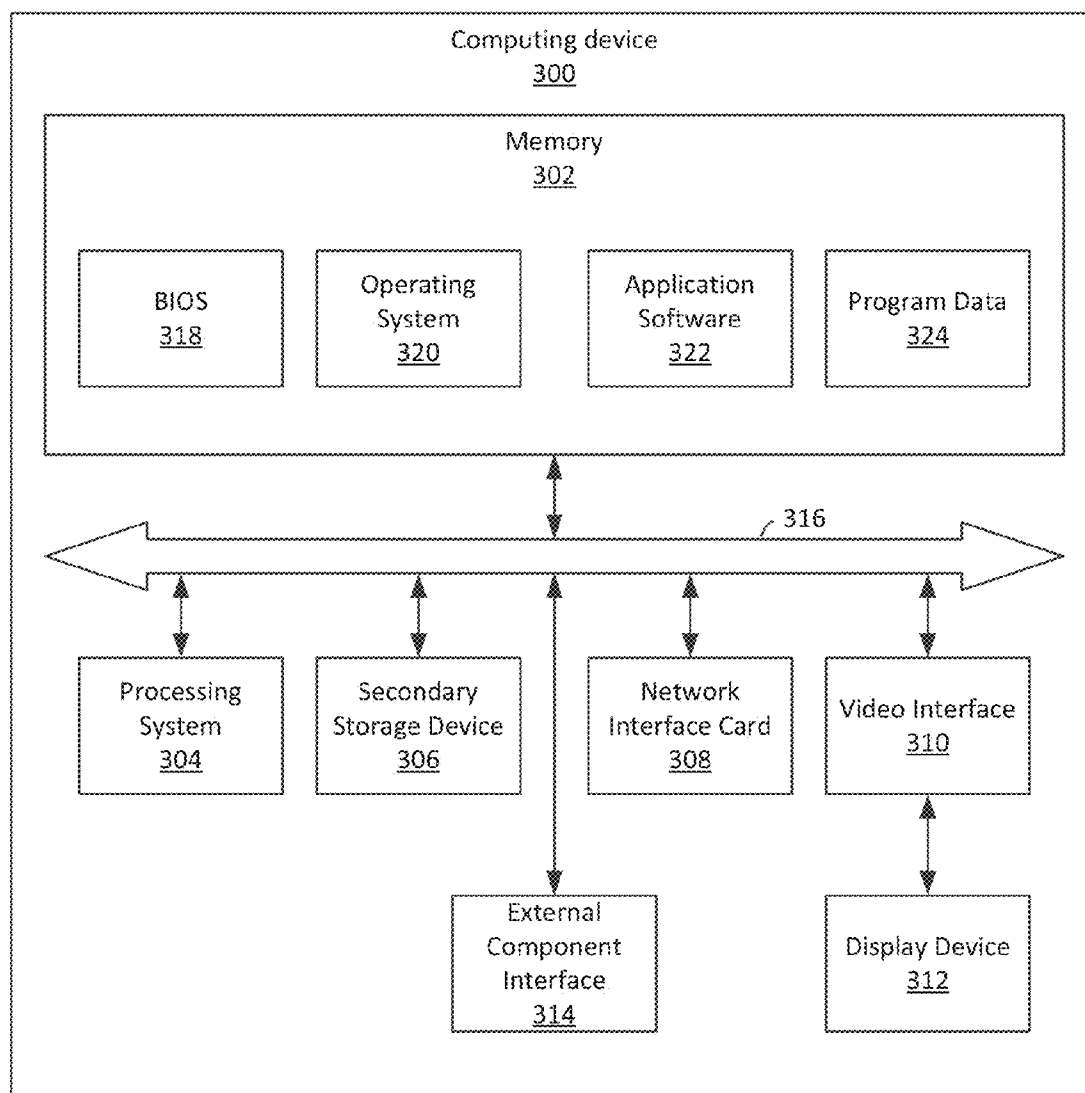 Computing device
300
Memory
302
BIOS
318
Operating
System
320
Application
Software
322
Program Data
324
316
Processing
System
304
Secondary
Storage Device
306
Network
Interface Card
308
Video Interface
310
External
Component
Interface
314
Display Device
312